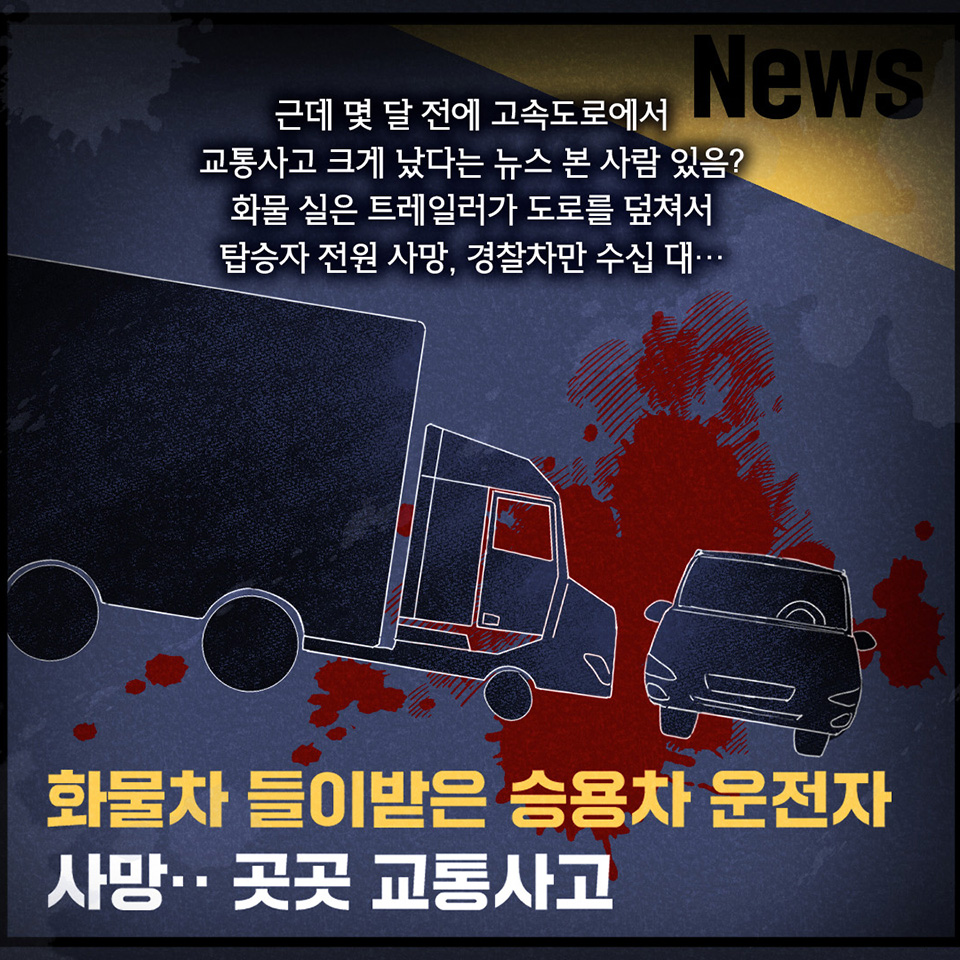 News
근데 몇 달 전에 고속도로에서
교통사고 크게 났다는 뉴스 본 사람 있음?
화물 실은 트레일러가 도로를 덮쳐서
탑승자 전원 사망, 경찰차만 수십 대…
화물차 들이받은 승용차 운전자
사망‥ 곳곳 교통사고